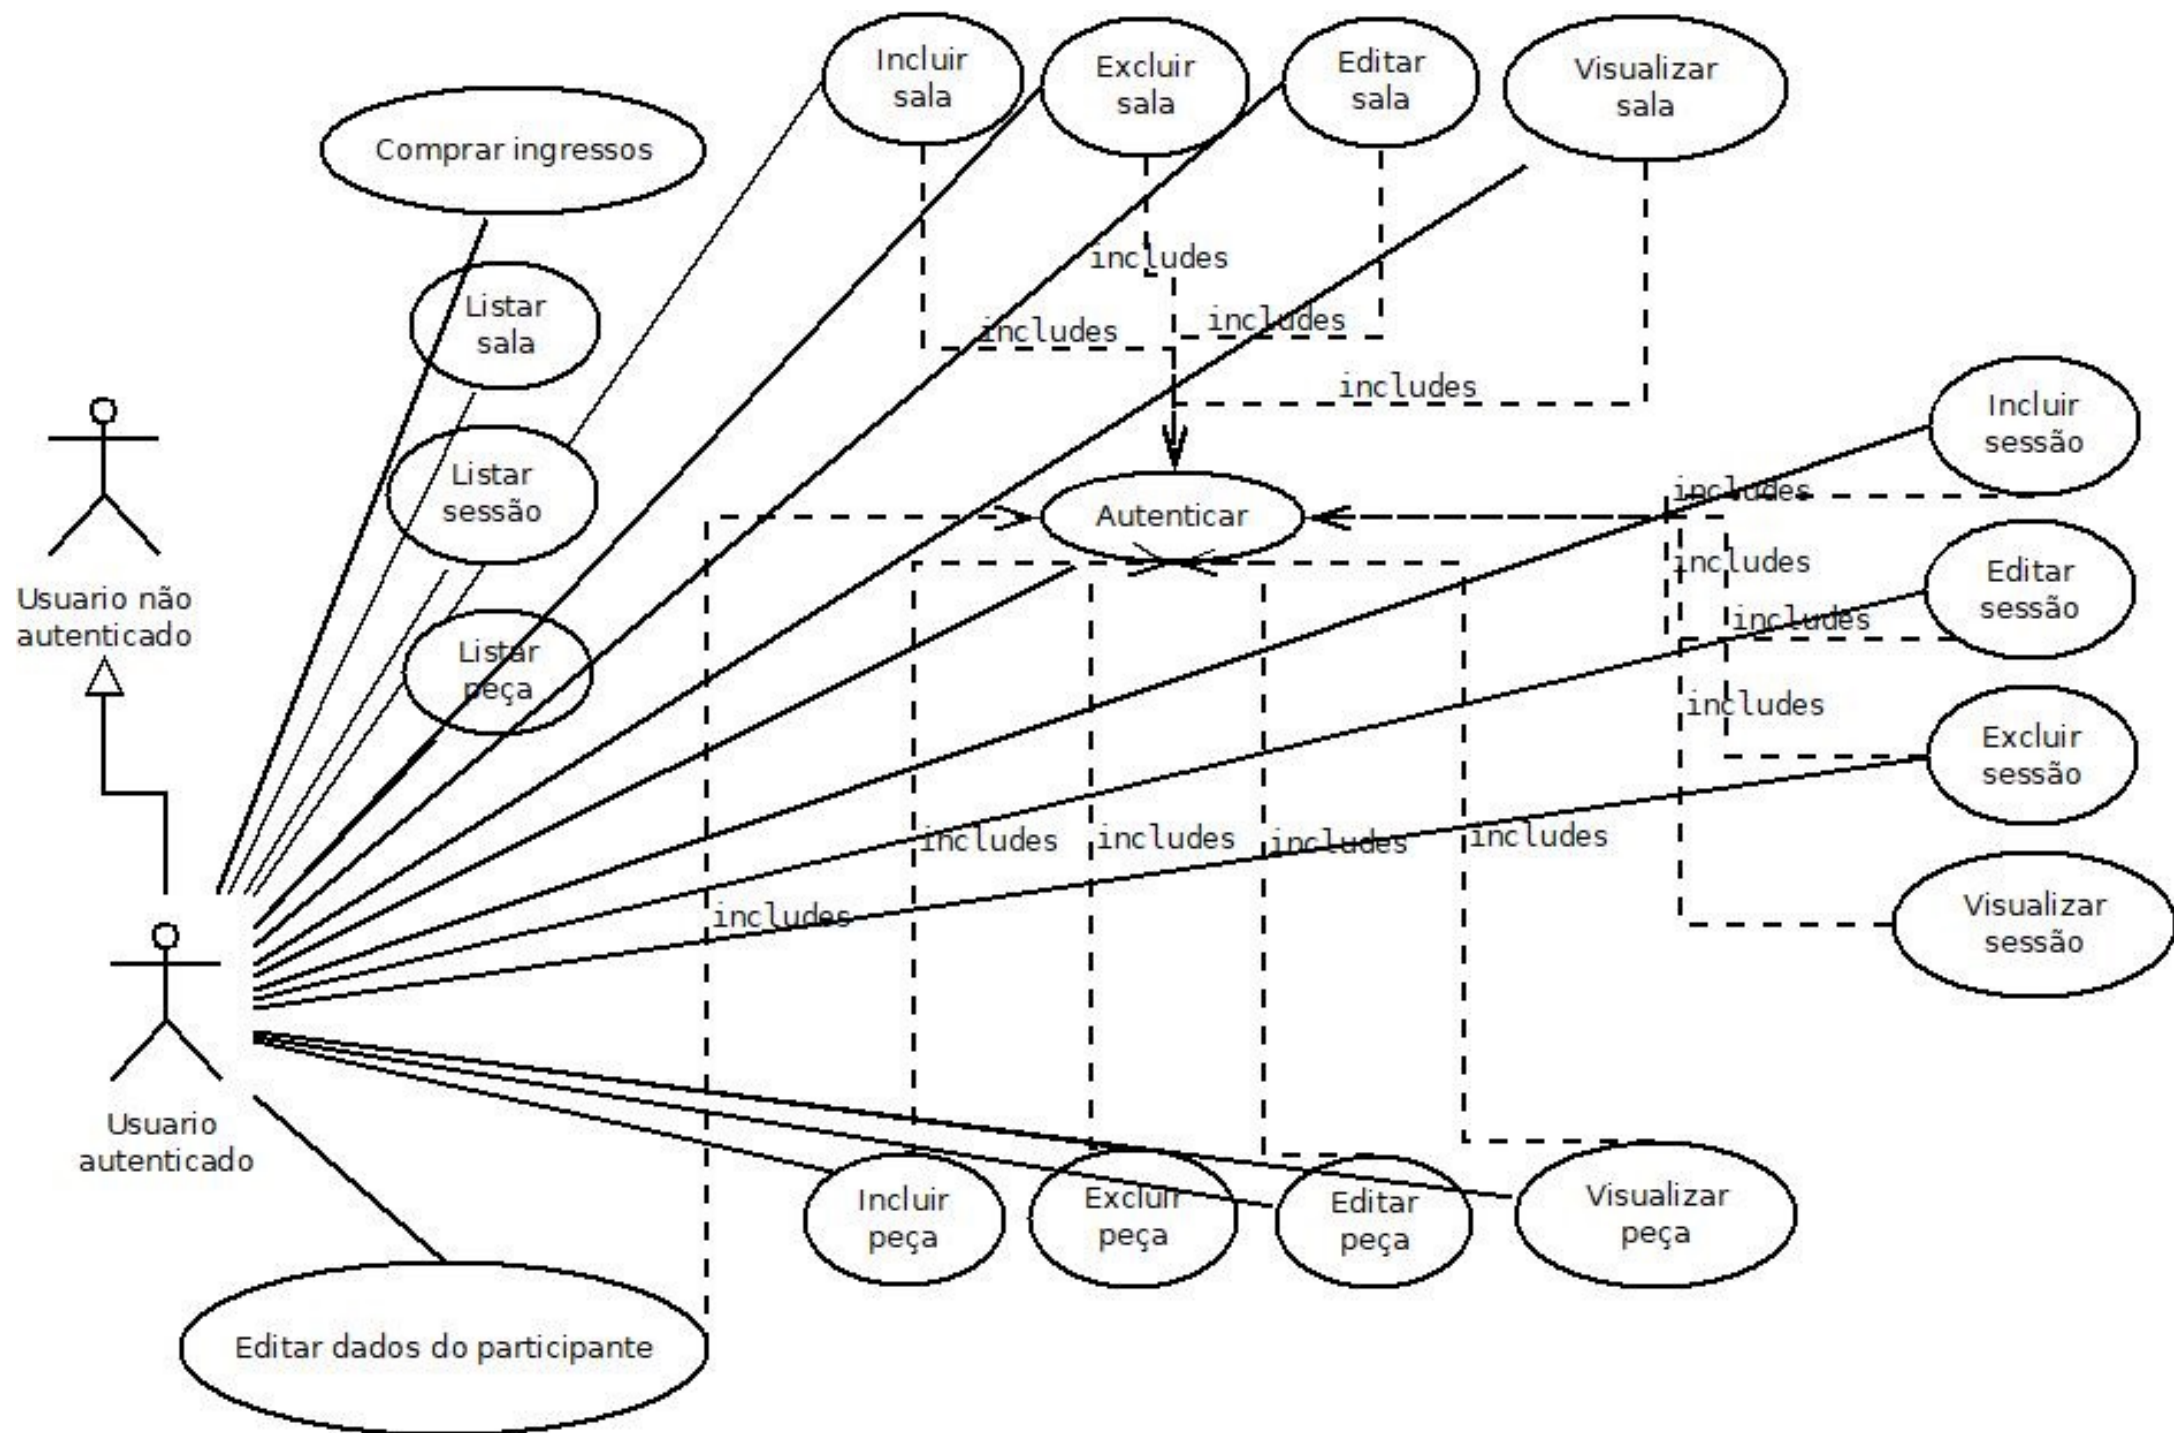 Incluir
sala
Excluir
sala
Editar
sala
Visualizar
sala
Comprar ingressos
includes
Listar
sala
includes
includes
includes
Incluir
sessão
Listar
sessão
includes
Autenticar
includes
Editar
sessão
includes
Usuario não
autenticado
Listar
peça
includes
Excluir
sessão
includes
includes
includes
includes
includes
Visualizar
sessão
Usuario
autenticado
Incluir
peça
Excluir
peça
Editar
peça
Visualizar
peça
Editar dados do participante